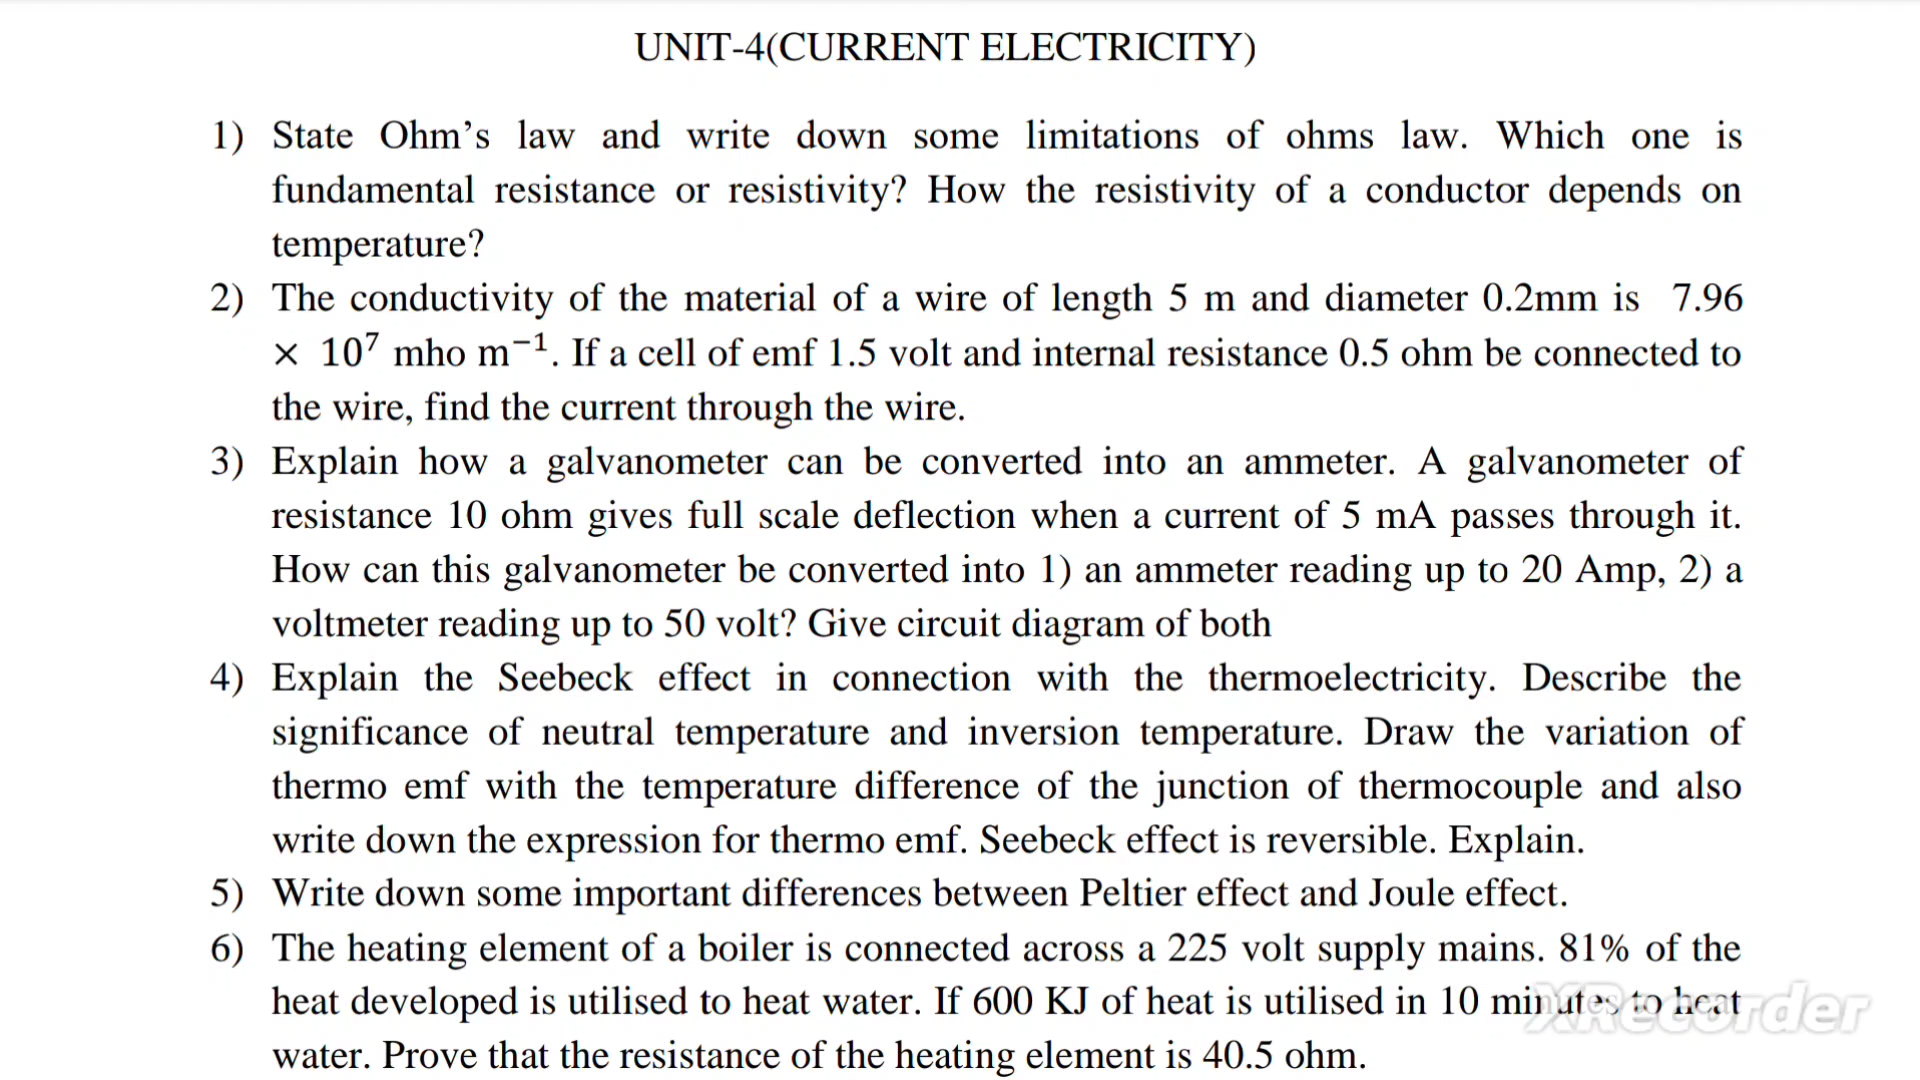 UNIT-4(CURRENT ELECTRICITY)
1) State Ohm’s law and write down some limitations of ohms law. Which one is
fundamental resistance or resistivity? How the resistivity of a conductor depends on
temperature?
2) The conductivity of the material of a wire of length 5 m and diameter 0.2mm is 7.96
× 10⁷ mho m⁻¹. If a cell of emf 1.5 volt and internal resistance 0.5 ohm be connected to
the wire, find the current through the wire.
3) Explain how a galvanometer can be converted into an ammeter. A galvanometer of
resistance 10 ohm gives full scale deflection when a current of 5 mA passes through it.
How can this galvanometer be converted into 1) an ammeter reading up to 20 Amp, 2) a
voltmeter reading up to 50 volt? Give circuit diagram of both
4) Explain the Seebeck effect in connection with the thermoelectricity. Describe the
significance of neutral temperature and inversion temperature. Draw the variation of
thermo emf with the temperature difference of the junction of thermocouple and also
write down the expression for thermo emf. Seebeck effect is reversible. Explain.
5) Write down some important differences between Peltier effect and Joule effect.
6) The heating element of a boiler is connected across a 225 volt supply mains. 81% of the
heat developed is utilised to heat water. If 600 KJ of heat is utilised in 10 minutes to heat
water. Prove that the resistance of the heating element is 40.5 ohm.
XRecorder